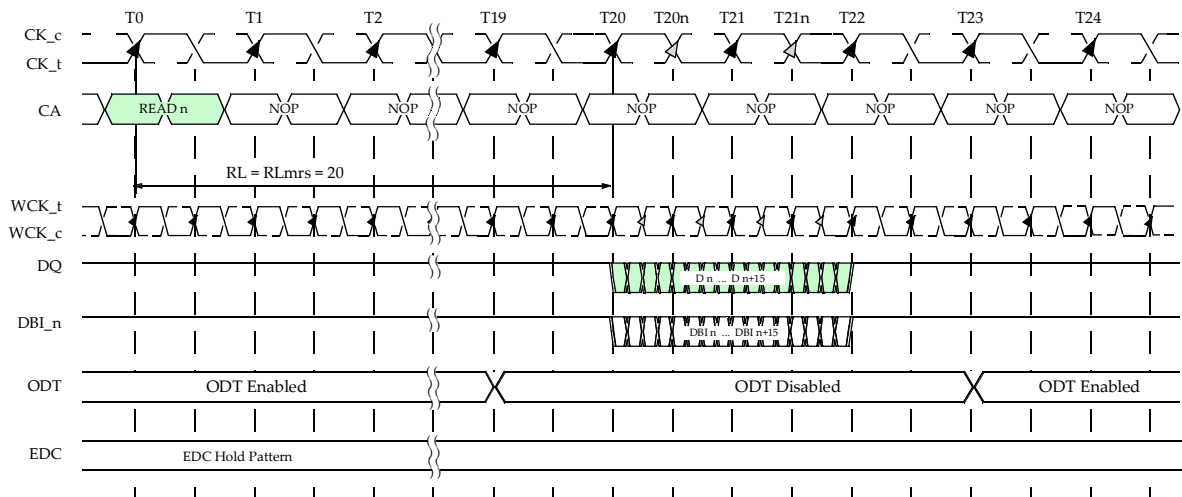 T0 T1 T2 T19 T20 T20n T21 T21n T22 T23 T24
CK_c
CK_t
CA READ n NOP NOP NOP NOP NOP NOP NOP NOP
RL = RLmrs = 20
WCK_t
WCK_c
DQ D n ... D n+15
DBI_n DBI n ... DBI n+15
ODT ODT Enabled ODT Disabled ODT Enabled
EDC EDC Hold Pattern